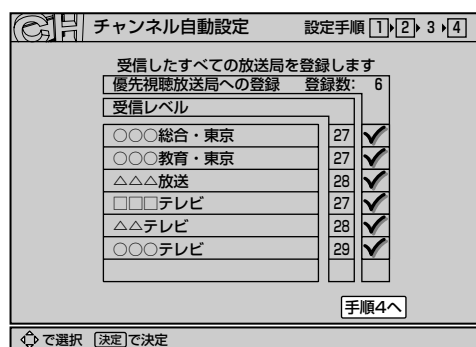 CH チャンネル自動設定 設定手順 1 2 3 4
受信したすべての放送局を登録します
優先視聴放送局への登録 登録数: 6
受信レベル
○○○総合・東京 27
○○○教育・東京 27
△△△放送 28
□□□テレビ 27
△△テレビ 28
○○○テレビ 29
手順4へ
で選択 決定で決定